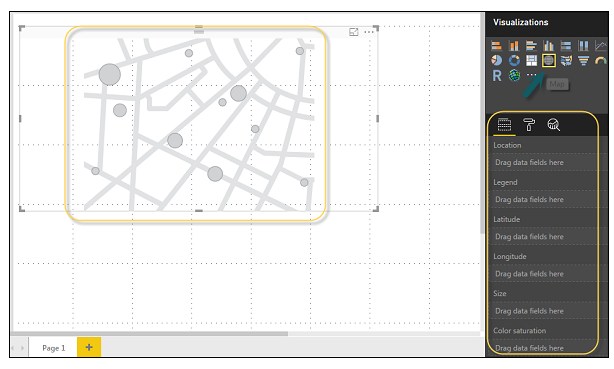 Visualizations
R
...
Map
Location
Drag data fields here
Legend
Drag data fields here
Latitude
Drag data fields here
Longitude
Drag data fields here
Size
Drag data fields here
Color saturation
Drag data fields here
Page 1
+